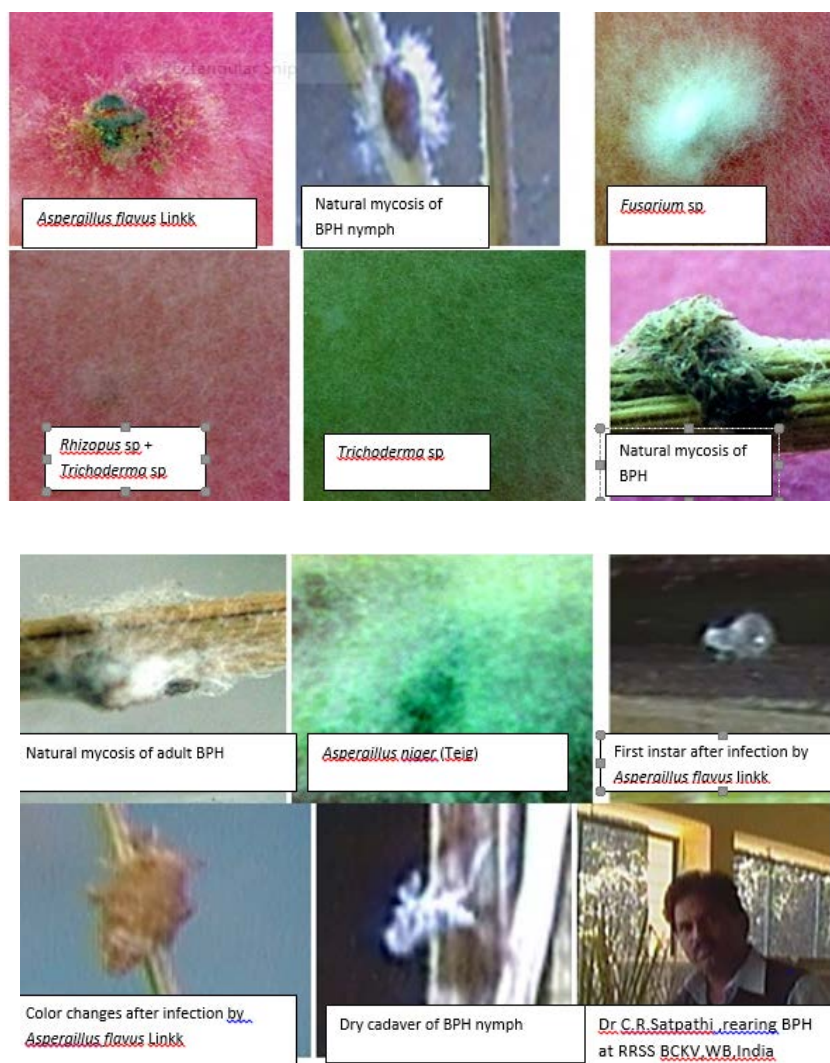 Rectangular Snip
Aspergillus flavus Linkk
Natural mycosis of
BPH nymph
Fusarium sp
Rhizopus sp +
Trichoderma sp
Trichoderma sp
Natural mycosis of
BPH
Natural mycosis of adult BPH
Aspergillus niger (Teig)
First instar after infection by
Aspergillus flavus linkk
Color changes after infection by
Aspergillus flavus Linkk
Dry cadaver of BPH nymph
Dr C.R.Satpathi ,rearing BPH
at RRSS BCKV,WB,India